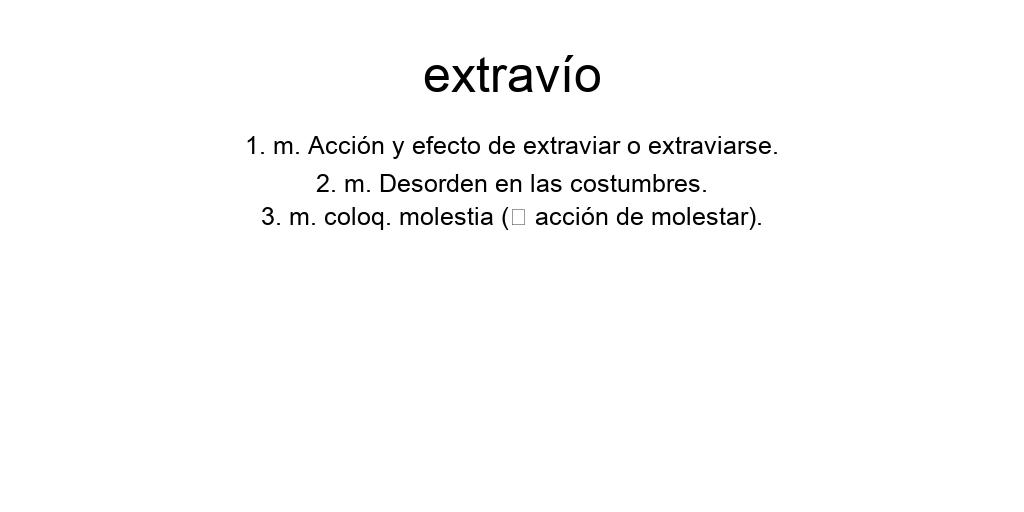 extravío
1. m. Acción y efecto de extraviar o extraviarse.
2. m. Desorden en las costumbres.
3. m. coloq. molestia (□ acción de molestar).